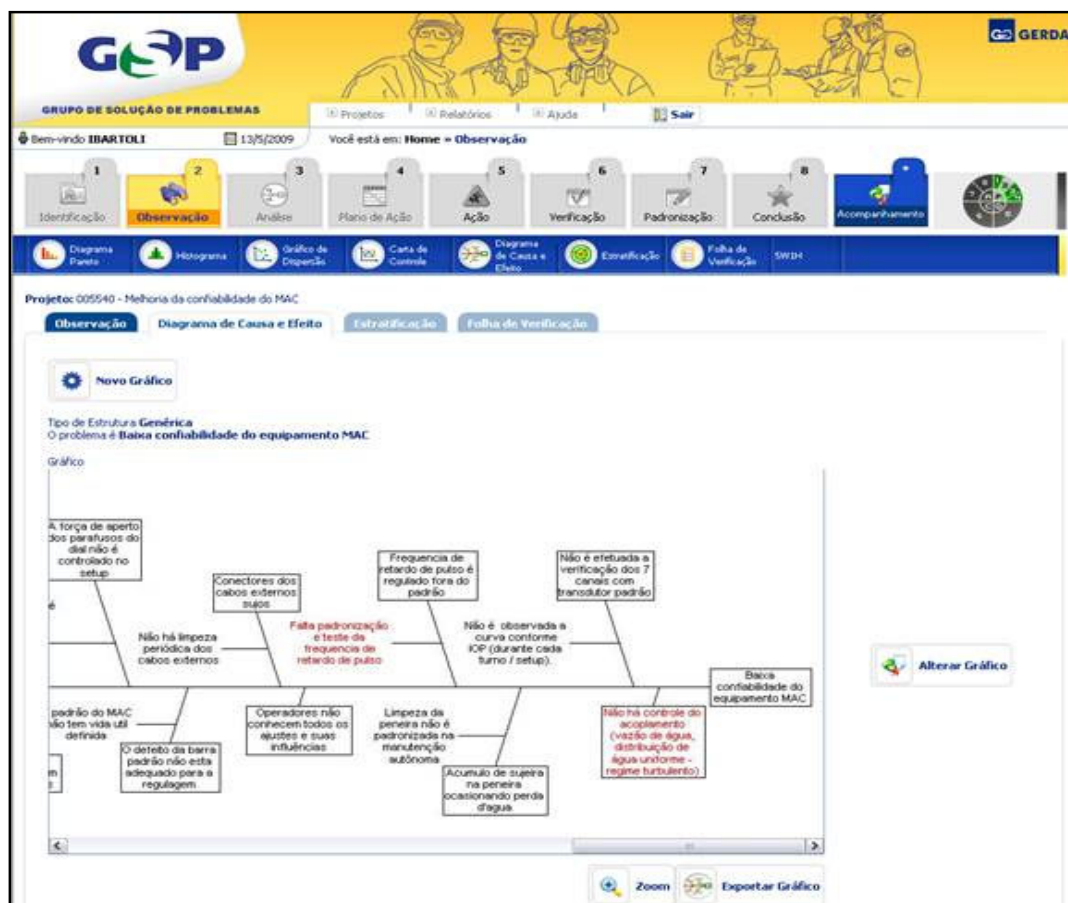 GSP
GERDA
GRUPO DE SOLUÇÃO DE PROBLEMAS
Projetos
Relatórios
Ajuda
Sair
Bem-vindo IBARTOLI
13/5/2009
Você está em: Home » Observação
1
2
3
4
5
6
7
8
*
Identificação
Observação
Análise
Plano de Ação
Ação
Verificação
Padronização
Conclusão
Acompanhamento
Diagrama
Pareto
Histograma
Gráfico de
Dispersão
Carta de
Controle
Diagrama
de Causa e
Efeito
Estratificação
Folha de
Verificação
5W1H
Projeto: 005540 - Melhoria da confiabilidade do MAC
Observação
Diagrama de Causa e Efeito
Estratificação
Folha de Verificação
Novo Gráfico
Tipo de Estrutura Genérica
O problema é Baixa confiabilidade do equipamento MAC
Gráfico
A força de aperto
dos parafusos do
dial não é
controlado no
setup
é
Conectores dos
cabos externos
sujos
Frequencia de
retardo de pulso é
regulado fora do
padrão
Não é efetuada a
verificação dos 7
canais com
transdutor padrão
Não há limpeza
periódica dos
cabos externos
Falta padronização
e teste da
frequencia de
retardo de pulso
Não é observada a
curva conforme
IOP (durante cada
turno / setup).
Baixa
confiabilidade do
equipamento MAC
Alterar Gráfico
padrão do MAC
não tem vida util
definida
O defeito da barra
padrão não esta
adequado para a
regulagem
Operadores não
conhecem todos os
ajustes e suas
influências
Limpeza da
peneira não é
padronizada na
manutenção
autônoma
Acumulo de sujeira
na peneira
ocasionando perda
d'agua
Não há controle do
acoplamento
(vazão de água,
distribuição de
água uniforme -
regime turbulento)
Zoom
Exportar Gráfico